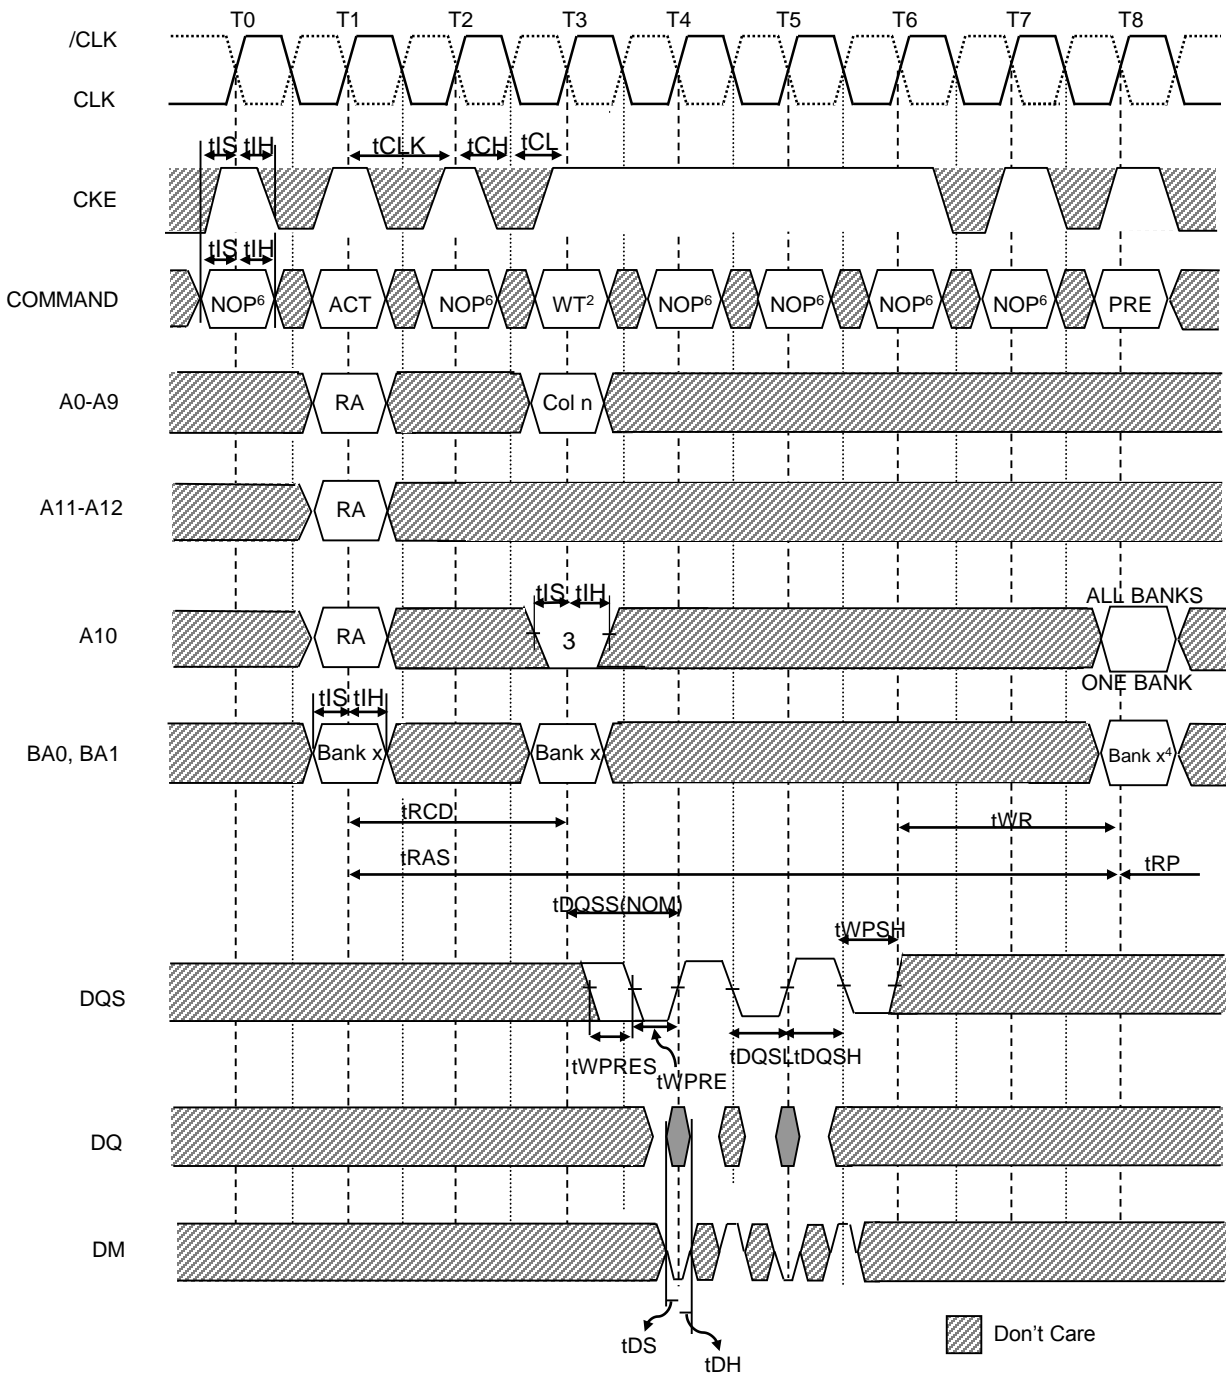 T0 T1 T2 T3 T4 T5 T6 T7 T8
/CLK
CLK
tIS tIH tCLK tCH tCL
CKE
tIS tIH
COMMAND NOP6 ACT NOP6 WT2 NOP6 NOP6 NOP6 NOP6 PRE
A0-A9 RA Col n
A11-A12 RA
tIS tIH ALL BANKS
A10 RA 3
ONE BANK
tIS tIH
BA0, BA1 Bank x Bank x Bank x4
tRCD tWR
tRAS tRP
tDQSS(NOM)
tWPSH
DQS
tWPRES tWPRE tDQSL tDQSH
DQ
DM
Don't Care
tDS tDH